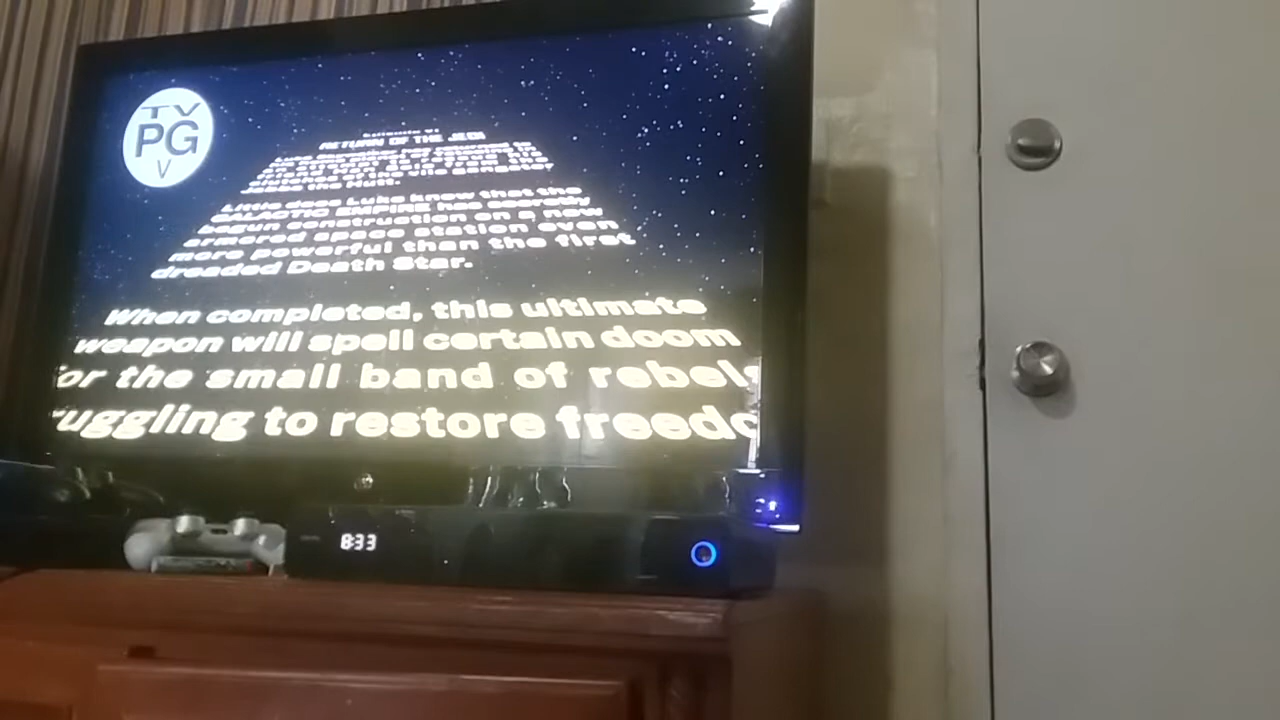 TV
PG
V
RETURN OF THE JEDI
Little does Luke know that the
GALACTIC EMPIRE has secretly
begun construction on a new
armored space station even
more powerful than the first
dreaded Death Star.
When completed, this ultimate
weapon will spell certain doom
or the small band of rebels
uggling to restore freedo
8:33